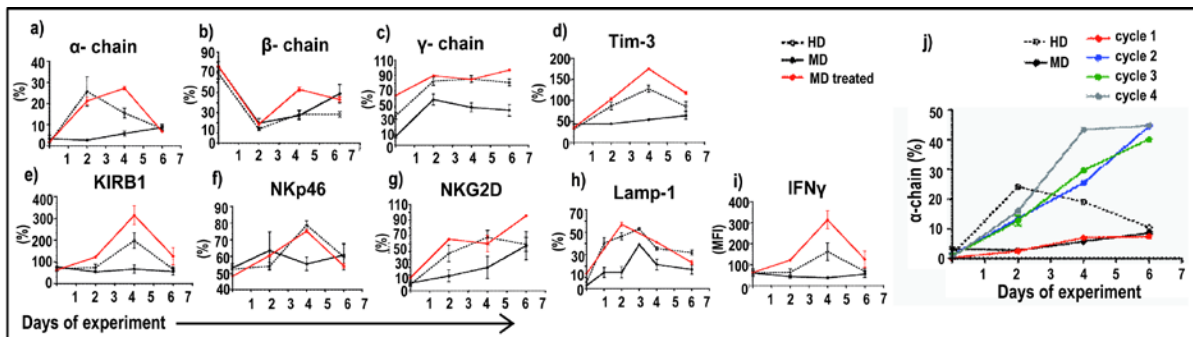 a) α- chain
b) β- chain
c) γ- chain
d) Tim-3
HD
MD
MD treated
j) HD
MD
cycle 1
cycle 2
cycle 3
cycle 4
(%)
40
30
20
10
0
1 2 3 4 5 6 7
(%)
90
70
50
30
10
1 2 3 4 5 6 7
(%)
110
90
70
50
30
10
0
1 2 3 4 5 6 7
(%)
200
150
100
50
0
1 2 3 4 5 6 7
e) KIRB1
f) NKp46
g) NKG2D
h) Lamp-1
i) IFNγ
(%)
400
300
200
100
0
1 2 3 4 5 6 7
(%)
90
80
70
60
50
40
1 2 3 4 5 6 7
(%)
110
90
70
50
30
10
0
1 2 3 4 5 6 7
(%)
70
50
30
10
0
1 2 3 4 5 6 7
(MFI)
400
300
200
100
0
1 2 3 4 5 6 7
α-chain (%)
50
40
30
20
10
0
1 2 3 4 5 6 7
Days of experiment
Days of experiment